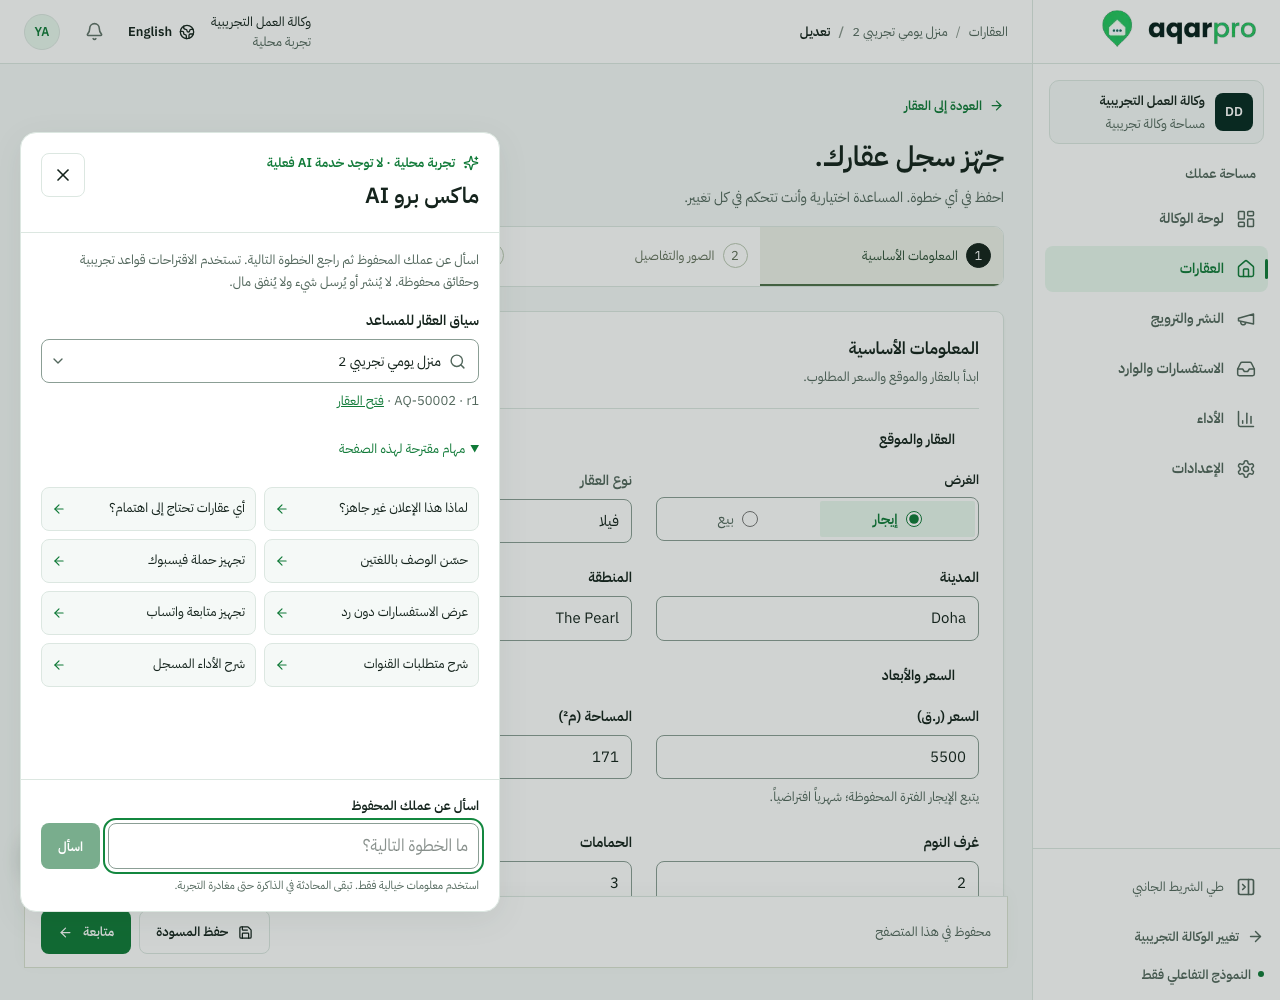 aqarpro
وكالة العمل التجريبية
DD
مساحة وكالة تجريبية
مساحة عملك
لوحة الوكالة
العقارات
النشر والترويج
الاستفسارات والوارد
الأداء
الإعدادات
طي الشريط الجانبي
تغيير الوكالة التجريبية
النموذج التفاعلي فقط
العقارات / منزل يومي تجريبي 2 / تعديل
وكالة العمل التجريبية
تجربة محلية
English
YA
العودة إلى العقار
جهّز سجل عقارك.
احفظ في أي خطوة. المساعدة اختيارية وأنت تتحكم في كل تغيير.
1 المعلومات الأساسية
2 الصور والتفاصيل
المعلومات الأساسية
ابدأ بالعقار والموقع والسعر المطلوب.
العقار والموقع
الغرض
نوع العقار
إيجار
بيع
فيلا
المدينة
المنطقة
Doha
The Pearl
السعر والأبعاد
السعر (ر.ق)
المساحة (م²)
5500
171
يتبع الإيجار الفترة المحفوظة؛ شهرياً افتراضياً.
غرف النوم
الحمامات
2
3
محفوظ في هذا المتصفح
حفظ المسودة
متابعة
تجربة محلية · لا توجد خدمة AI فعلية
ماكس برو AI
اسأل عن عملك المحفوظ ثم راجع الخطوة التالية. تستخدم الاقتراحات قواعد تجريبية
وحقائق محفوظة. لا يُنشر أو يُرسل شيء ولا يُنفق مال.
سياق العقار للمساعد
منزل يومي تجريبي 2
AQ-50002 · r1 · فتح العقار
مهام مقترحة لهذه الصفحة
لماذا هذا الإعلان غير جاهز؟
أي عقارات تحتاج إلى اهتمام؟
حسّن الوصف باللغتين
تجهيز حملة فيسبوك
عرض الاستفسارات دون رد
تجهيز متابعة واتساب
شرح متطلبات القنوات
شرح الأداء المسجل
اسأل عن عملك المحفوظ
ما الخطوة التالية؟
اسأل
استخدم معلومات خيالية فقط. تبقى المحادثة في الذاكرة حتى مغادرة التجربة.